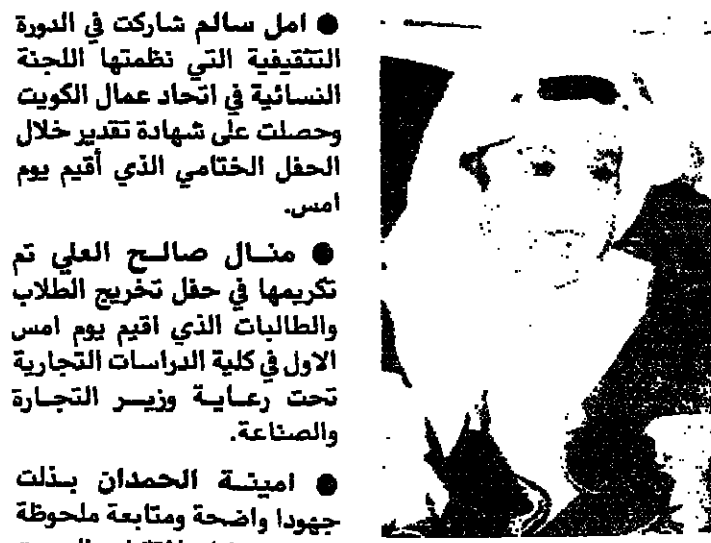 ● امل سالم شاركت في الدورة
التثقيفية التي نظمتها اللجنة
النسائية في اتحاد عمال الكويت
وحصلت على شهادة تقدير خلال
الحفل الختامي الذي أقيم يوم
امس.
● منال صالح العلي تم
تكريمها في حفل تخريج الطلاب
والطالبات الذي اقيم يوم امس
الاول في كلية الدراسات التجارية
تحت رعاية وزير التجارة
والصناعة.
● امينة الحمدان بذلت
جهودا واضحة ومتابعة ملحوظة